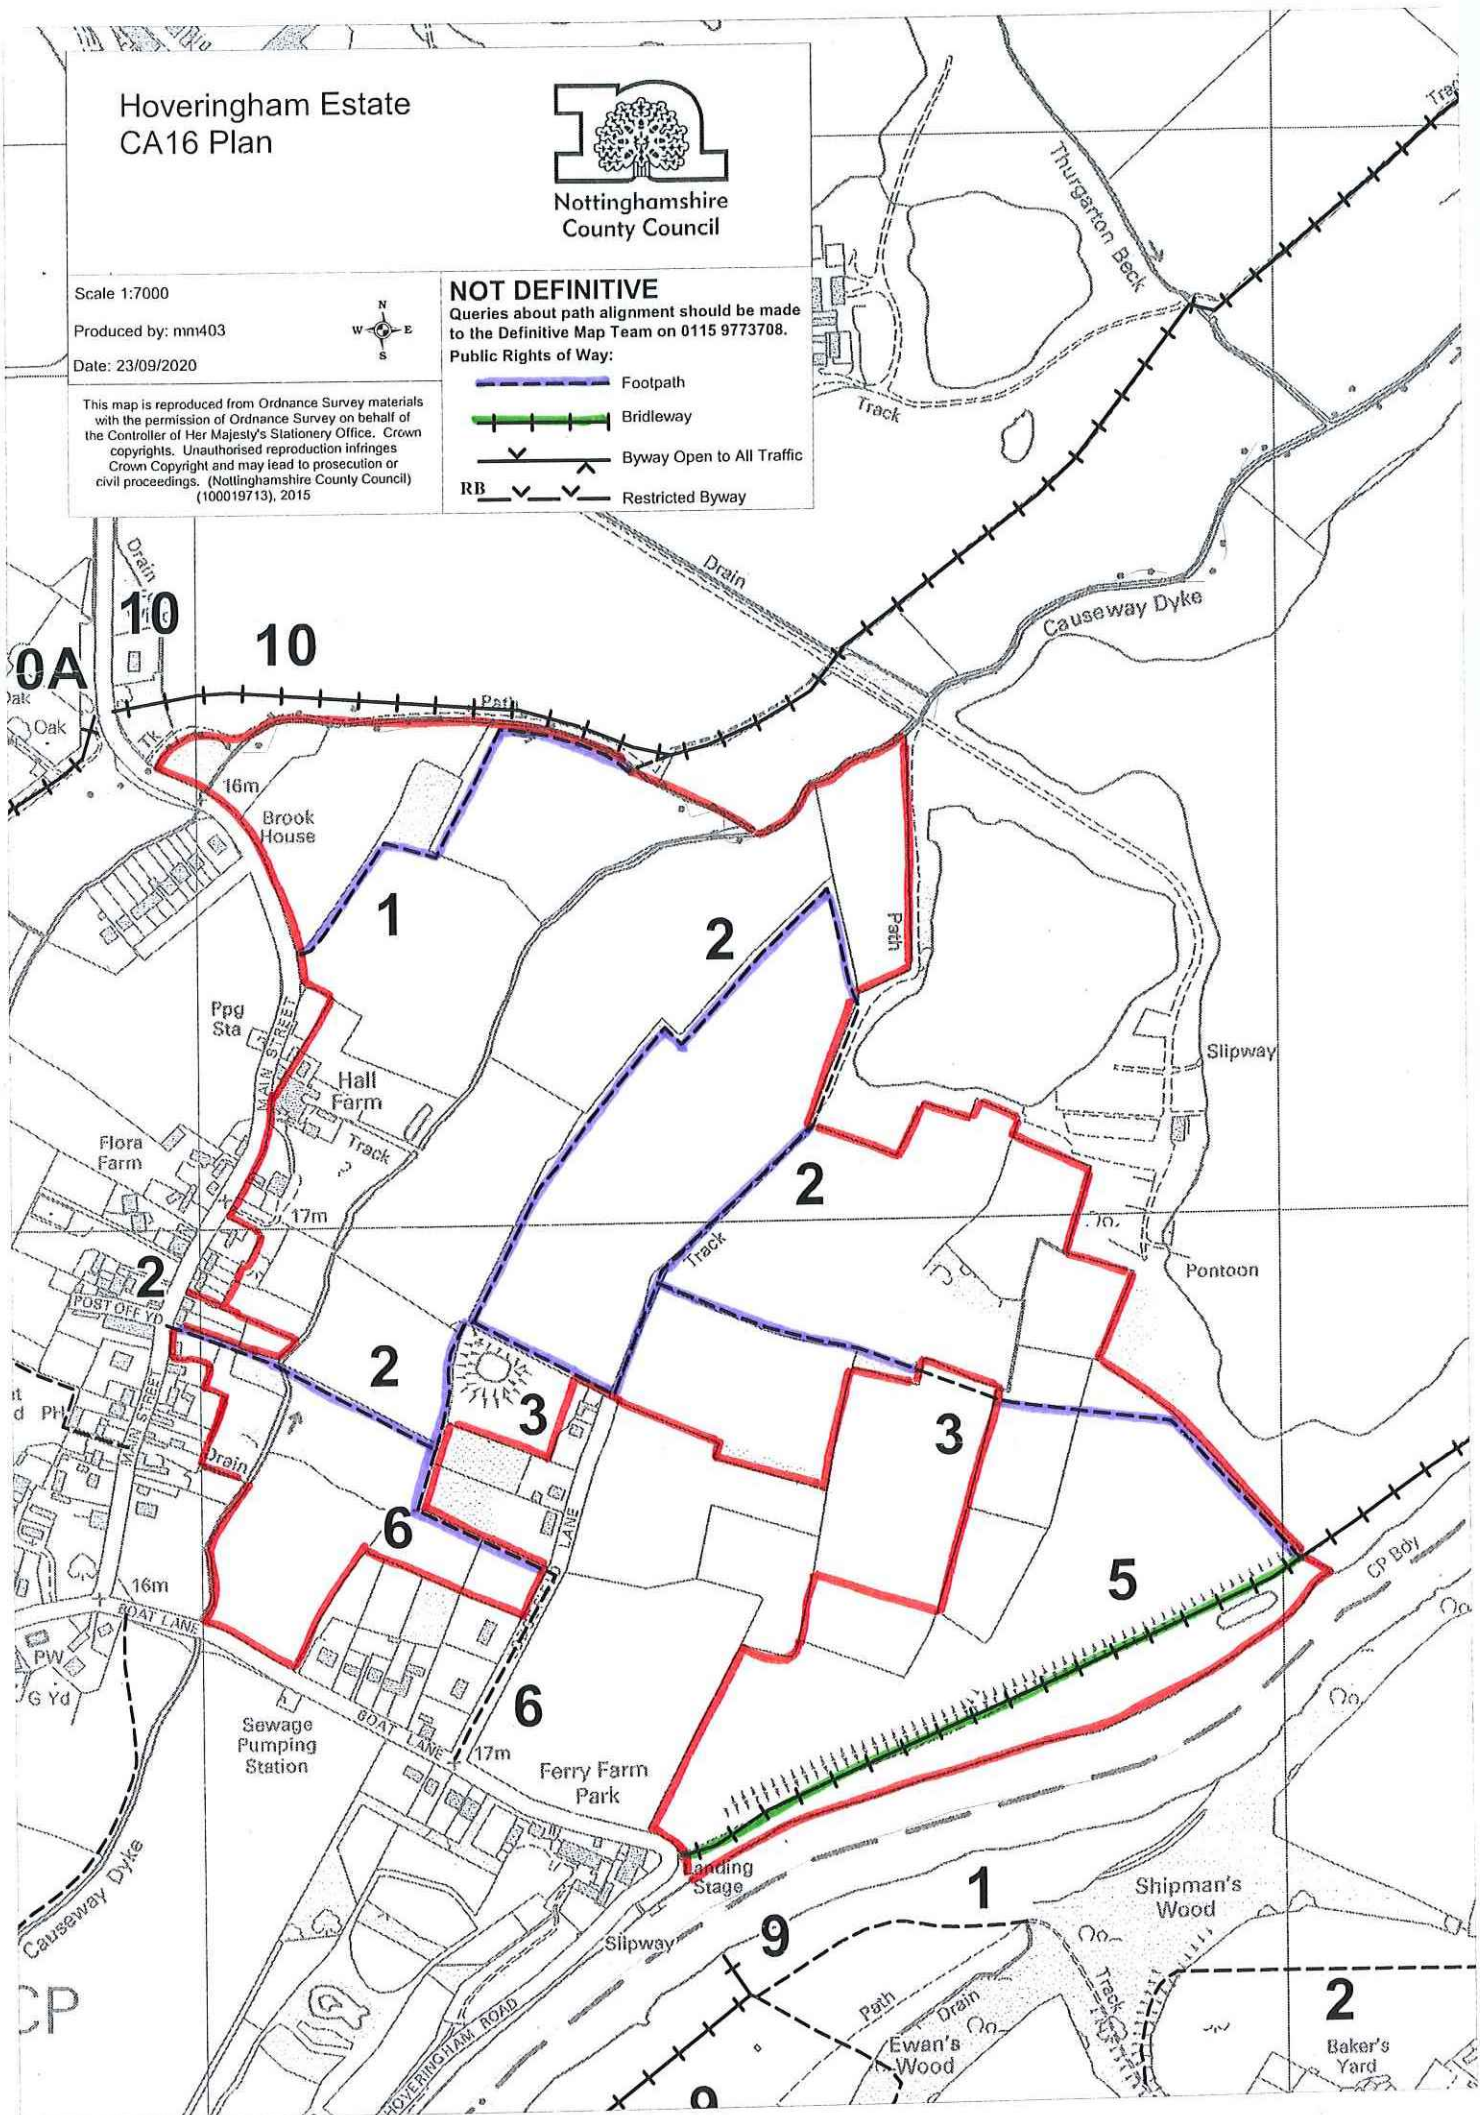 Hoveringham Estate
CA16 Plan
Nottinghamshire
County Council
Scale 1:7000
Produced by: mm403
Date: 23/09/2020
N
W E
S
This map is reproduced from Ordnance Survey materials
with the permission of Ordnance Survey on behalf of
the Controller of Her Majesty's Stationery Office. Crown
copyrights. Unauthorised reproduction infringes
Crown Copyright and may lead to prosecution or
civil proceedings. (Nottinghamshire County Council)
(100019713), 2015
NOT DEFINITIVE
Queries about path alignment should be made
to the Definitive Map Team on 0115 9773708.
Public Rights of Way:
Footpath
Bridleway
Byway Open to All Traffic
RB Restricted Byway
Track
Thurgarton Beck
Track
Drain
Causeway Dyke
Drain
10
10
0A
Oak
Oak
Path
Tk
16m
Brook
House
1
2
Path
Ppg
Sta
MAIN STREET
Slipway
Hall
Farm
Track
Flora
Farm
2
17m
Track
Pontoon
2
POST OFF YD
2
3
3
PH
MAIN STREET
Drain
6
LANE
5
CP Bdy
16m
BOAT LANE
PW
G Yd
6
Sewage
Pumping
Station
BOAT LANE
17m
Ferry Farm
Park
Landing
Stage
1
Shipman's
Wood
Causeway Dyke
Slipway
9
Path
Drain
Track
2
CP
HOVERINGHAM ROAD
Ewan's
Wood
Baker's
Yard
9